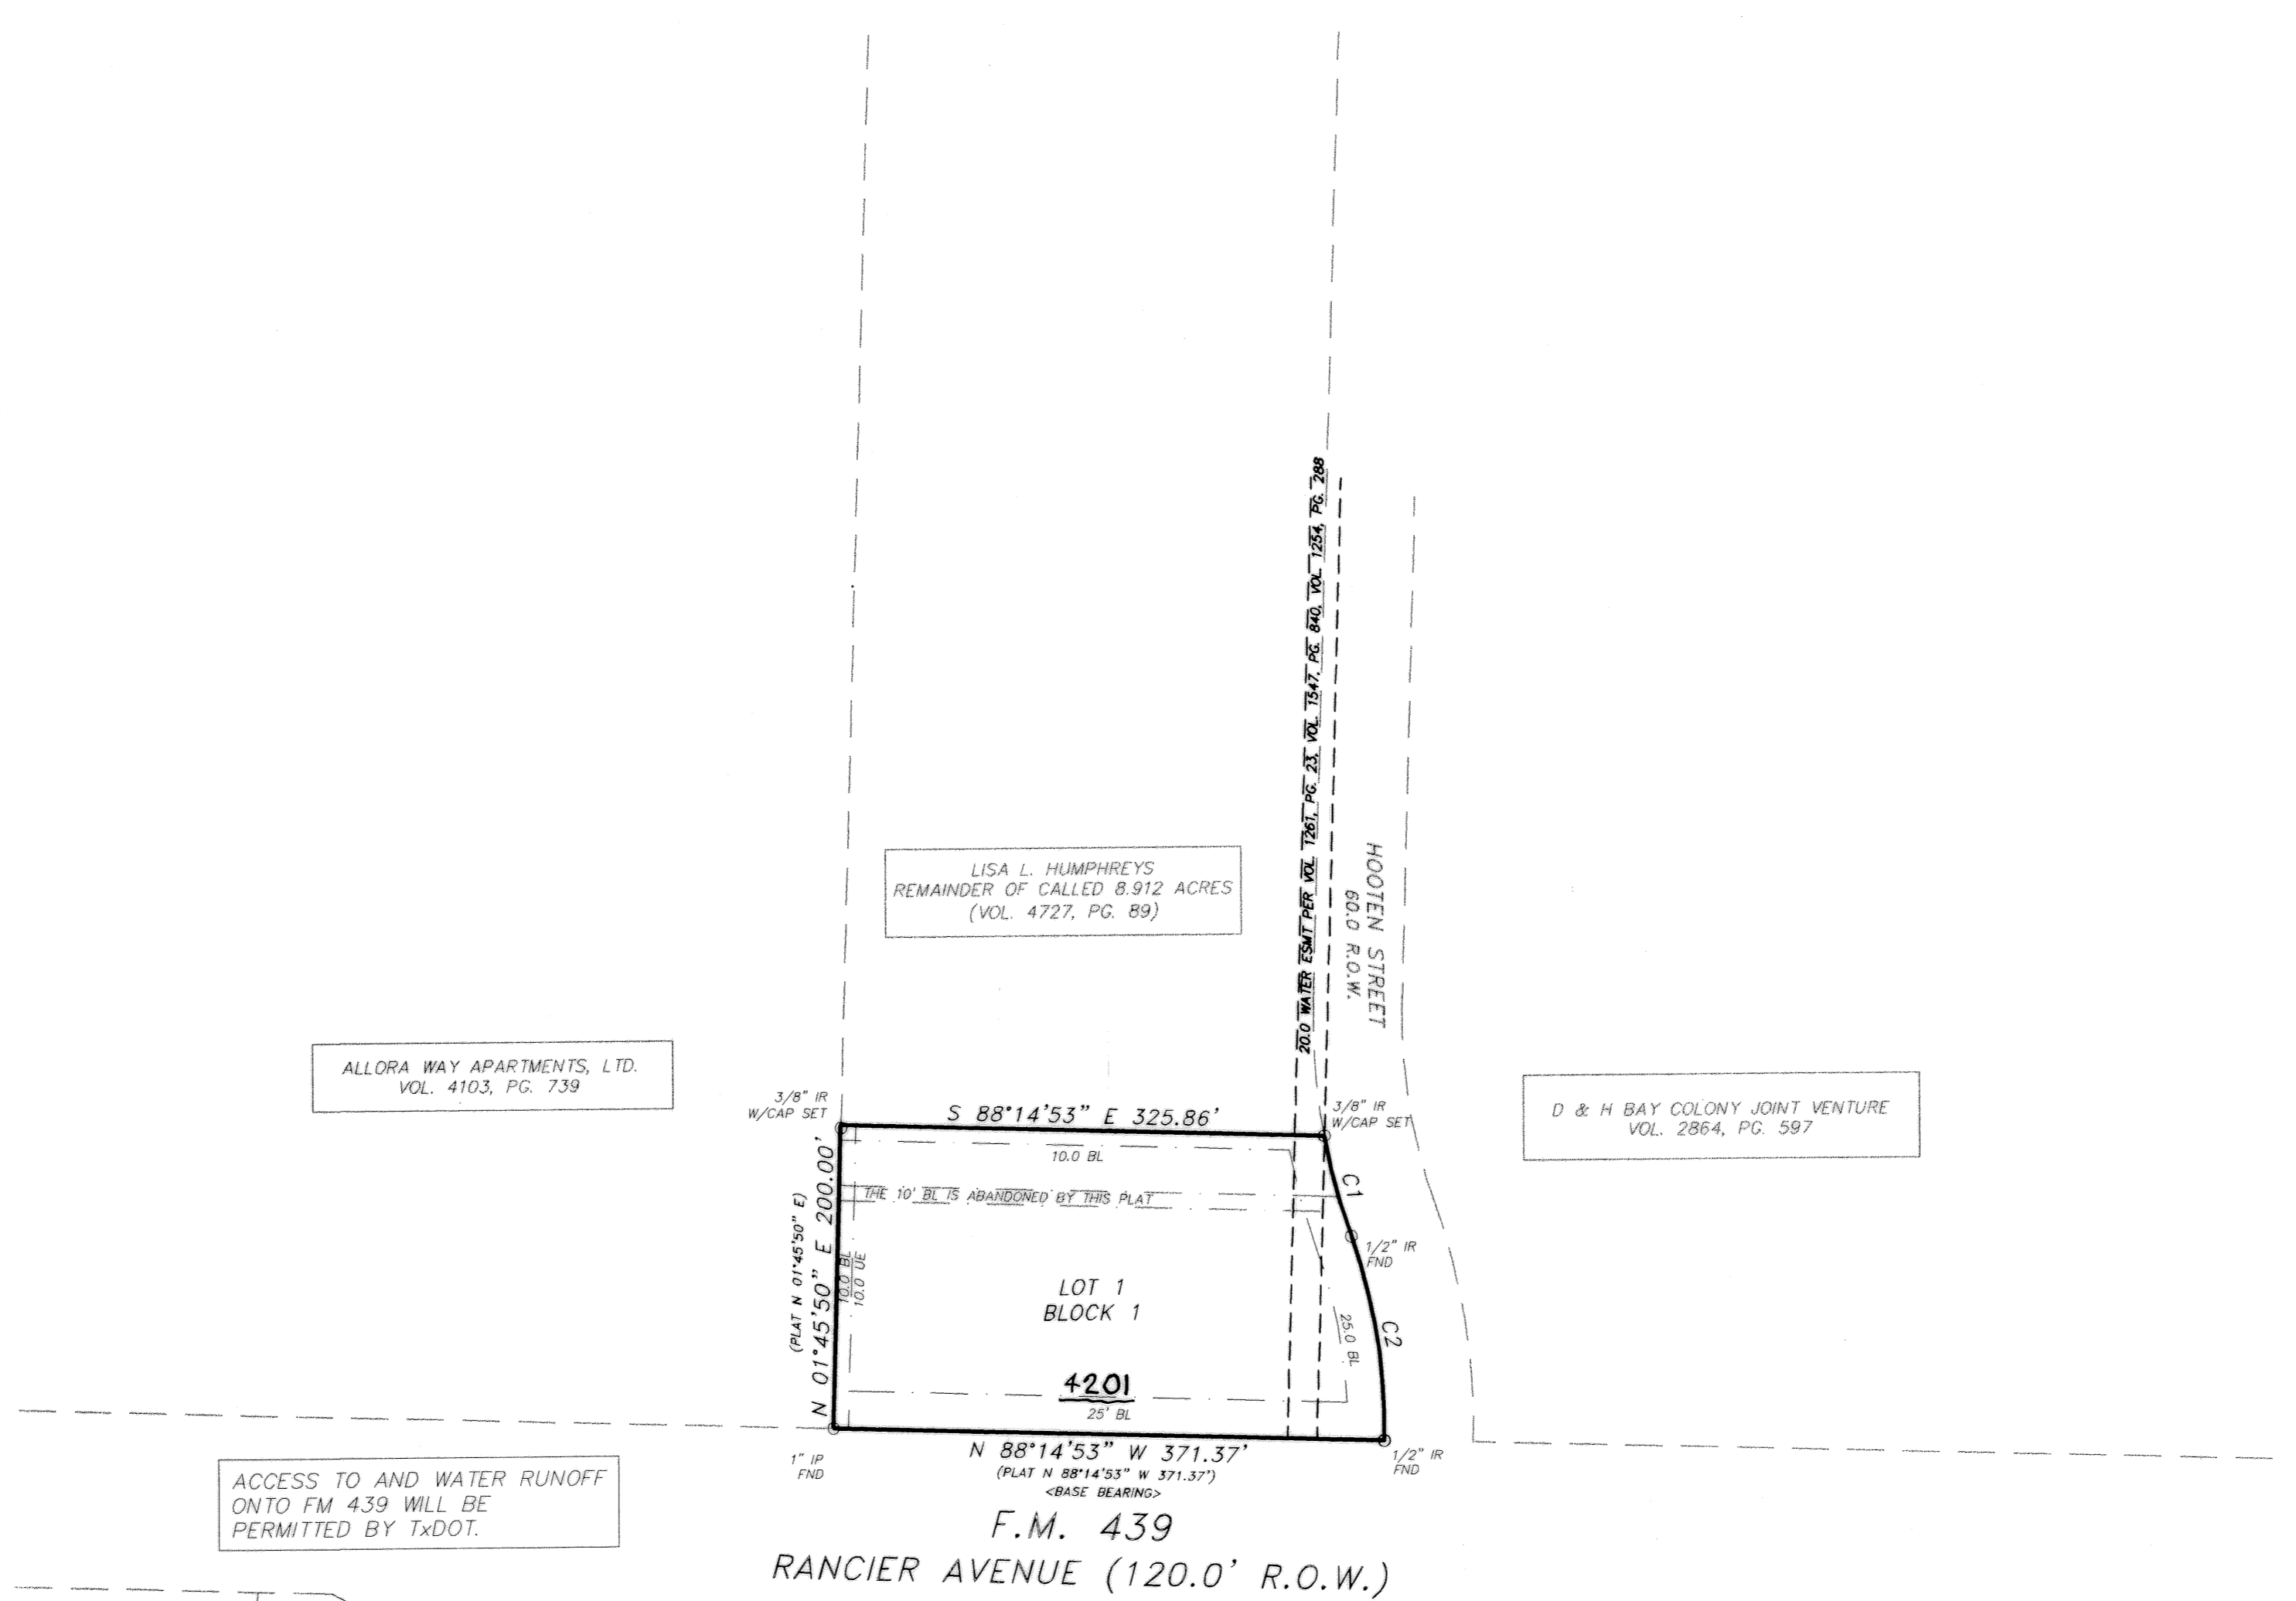 20.0 WATER ESMT PER VOL. 1261, PG. 23, VOL. 1547, PG. 840, VOL 1254, PG. 288
HOOTEN STREET
60.0 R.O.W.
LISA L. HUMPHREYS
REMAINDER OF CALLED 8.912 ACRES
(VOL. 4727, PG. 89)
ALLORA WAY APARTMENTS, LTD.
VOL. 4103, PG. 739
D & H BAY COLONY JOINT VENTURE
VOL. 2864, PG. 597
3/8" IR
W/CAP SET
S 88°14'53" E 325.86'
3/8" IR
W/CAP SET
10.0 BL
THE 10' BL IS ABANDONED BY THIS PLAT
C1
(PLAT N 01°45'50" E)
N 01°45'50" E 200.00'
10.0 BL
10.0 UE
1/2" IR
FND
LOT 1
BLOCK 1
25.0 BL
C2
4201
25' BL
1" IP
FND
N 88°14'53" W 371.37'
(PLAT N 88°14'53" W 371.37')
<BASE BEARING>
1/2" IR
FND
ACCESS TO AND WATER RUNOFF
ONTO FM 439 WILL BE
PERMITTED BY TxDOT.
F.M. 439
RANCIER AVENUE (120.0' R.O.W.)